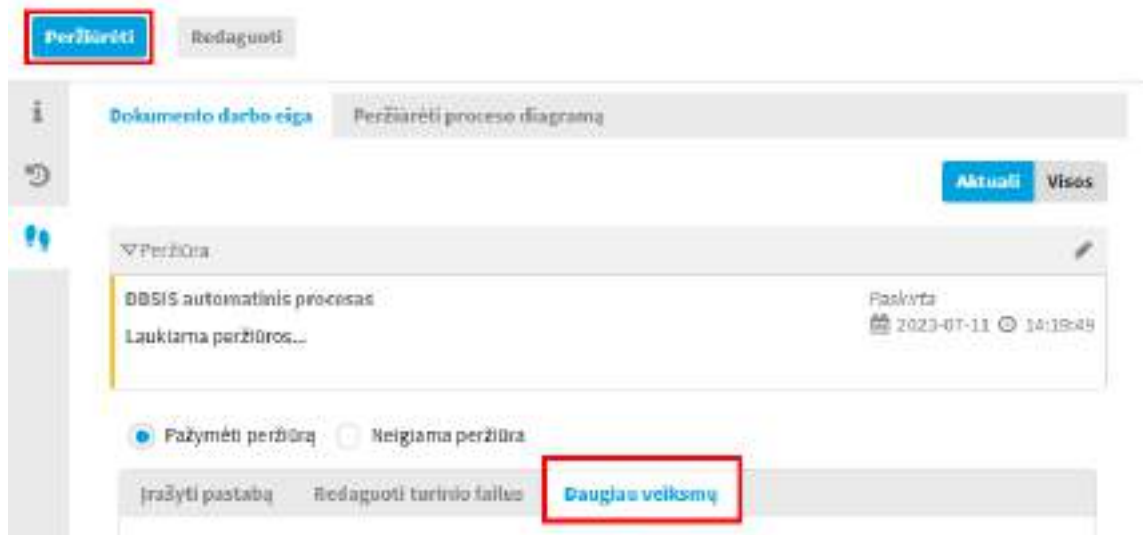 Peržiūrėti Redaguoti
Dokumento darbo eiga Peržiūrėti proceso diagramą
Aktuali Visos
Peržiūra
DBSIS automatinis procesas Paskirta
Laukiama peržiūros... 2023-07-11 14:19:49
Pažymėti peržiūrą Neigiama peržiūra
Įrašyti pastabą Redaguoti turinio failus Daugiau veiksmų